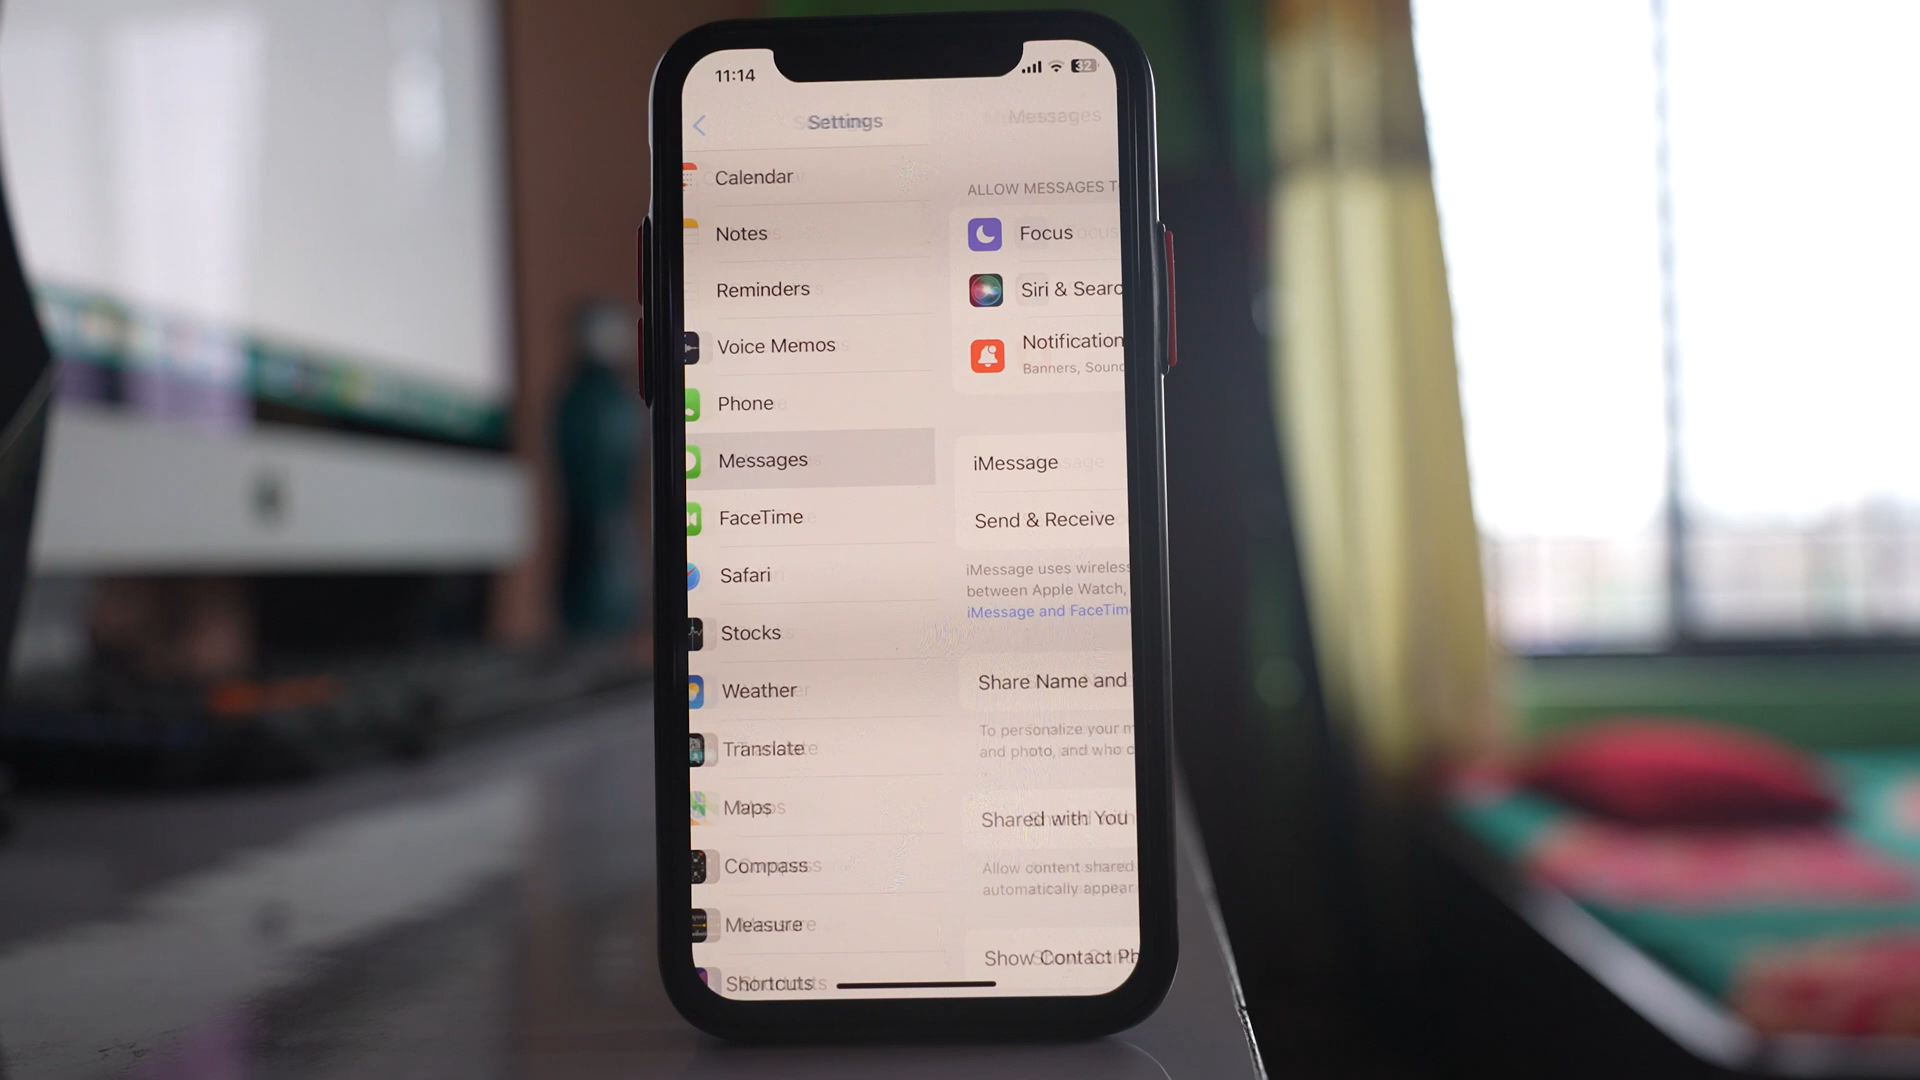 11:14
32
Settings
Messages
Calendar
Notes
Reminders
Voice Memos
Phone
Messages
FaceTime
Safari
Stocks
Weather
Translate
Maps
Compass
Measure
Shortcuts
ALLOW MESSAGES T
Focus
Siri & Searc
Notification
Banners, Soun
iMessage
Send & Receive
iMessage uses wireless
between Apple Watch,
iMessage and FaceTim
Share Name and
To personalize your m
and photo, and who c
Shared with You
Allow content shared
automatically appear
Show Contact Ph